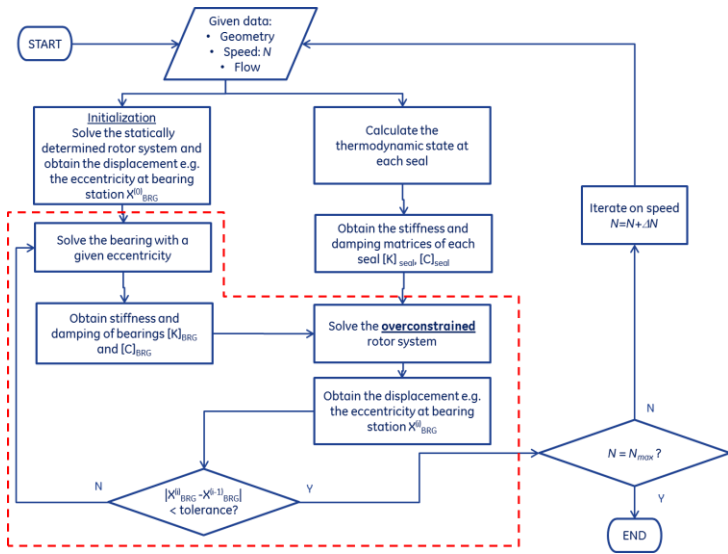 START
Given data:
• Geometry
• Speed: N
• Flow
Initialization
Solve the statically
determined rotor system and
obtain the displacement e.g.
the eccentricity at bearing
station X⁽⁰⁾BRG
Calculate the
thermodynamic state at
each seal
Iterate on speed
N=N+ΔN
Solve the bearing with a
given eccentricity
Obtain the stiffness and
damping matrices of each
seal [K]seal, [C]seal
Obtain stiffness and
damping of bearings [K]BRG
and [C]BRG
Solve the overconstrained
rotor system
Obtain the displacement e.g.
the eccentricity at bearing
station X⁽ⁱ⁾BRG
N
N = Nmax ?
Y
END
N
|X⁽ⁱ⁾BRG -X⁽ⁱ⁻¹⁾BRG|
< tolerance?
Y